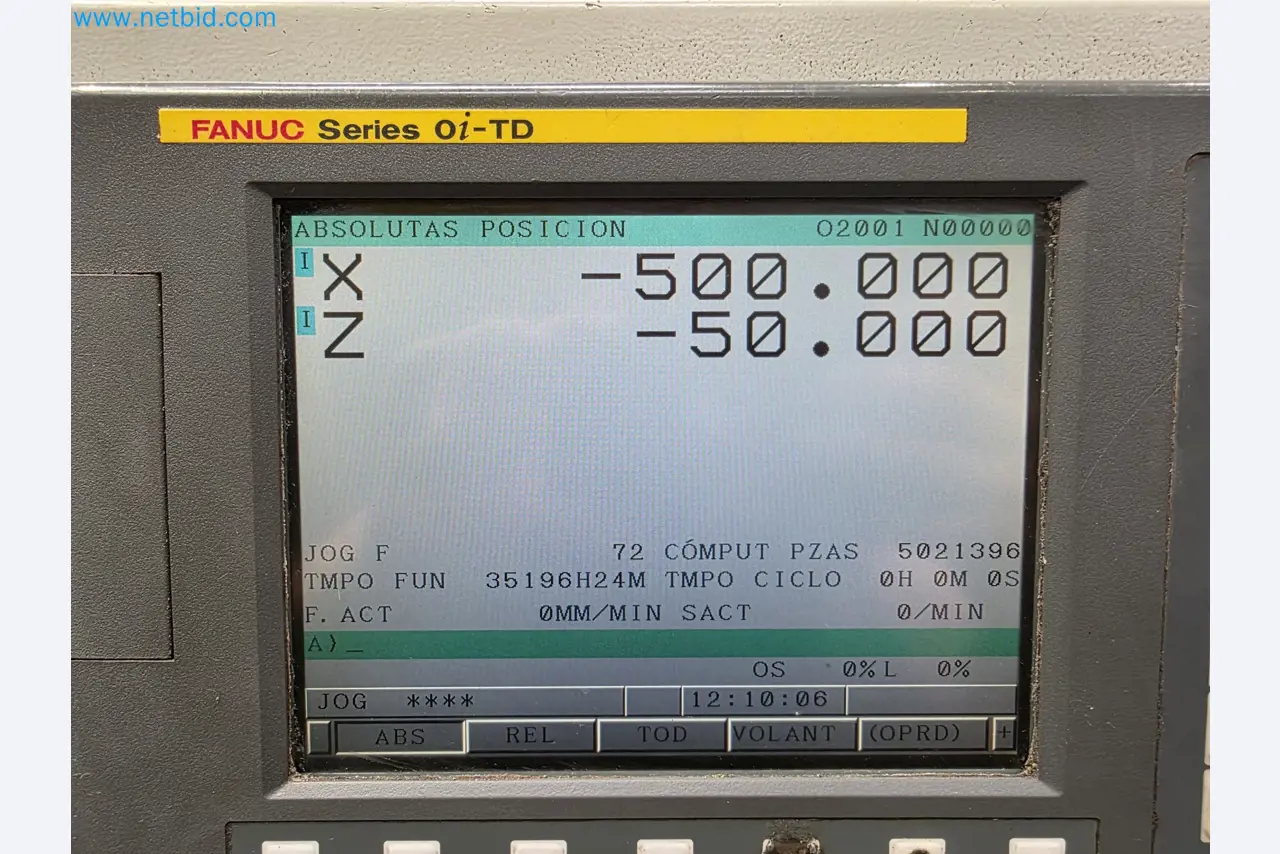 www.netbid.com
FANUC Series 0i-TD
ABSOLUTAS POSICION O2001 N00000
I X -500.000
I Z -50.000
JOG F 72 CÓMPUT PZAS 5021396
TMPO FUN 35196H24M TMPO CICLO 0H 0M 0S
F. ACT 0MM/MIN SACT 0/MIN
A)_
OS 0% L 0%
JOG **** 12:10:06
ABS REL TOD VOLANT (OPRD) +